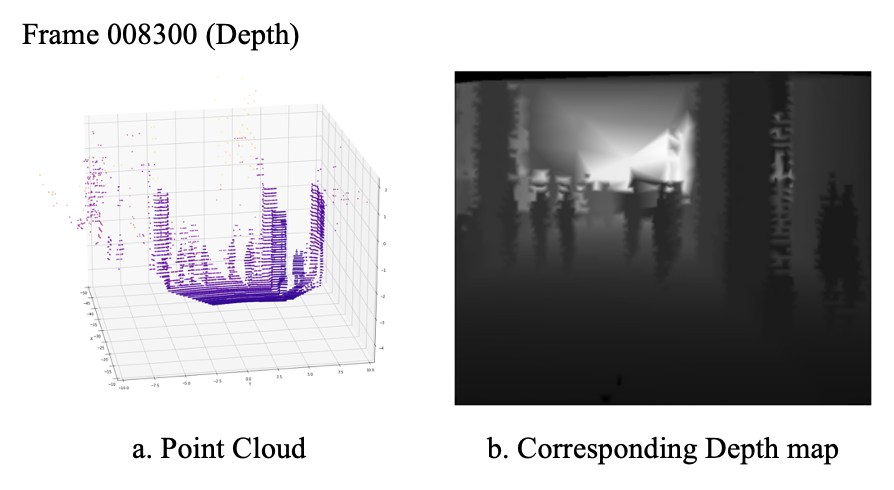 Frame 008300 (Depth)
a. Point Cloud
b. Corresponding Depth map